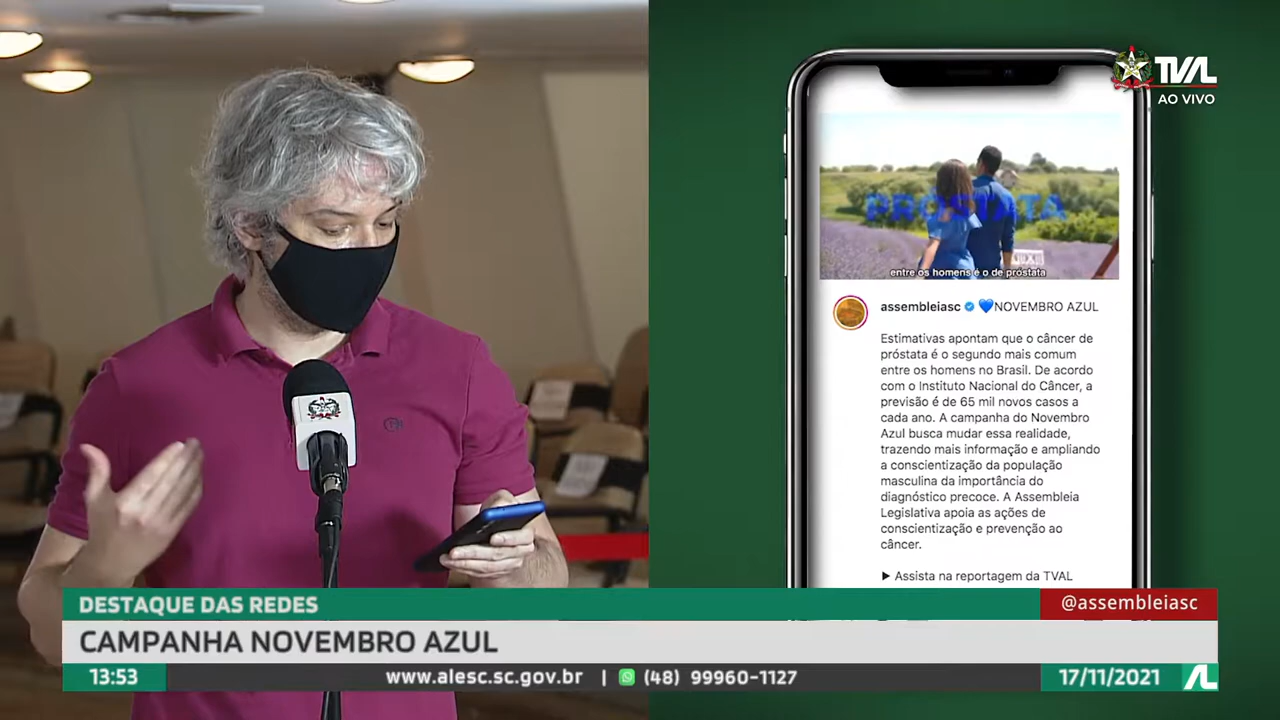 TVAL
AO VIVO
PRÓSTATA
entre os homens é o de próstata
assembleiasc 💙NOVEMBRO AZUL
Estimativas apontam que o câncer de
próstata é o segundo mais comum
entre os homens no Brasil. De acordo
com o Instituto Nacional do Câncer, a
previsão é de 65 mil novos casos a
cada ano. A campanha do Novembro
Azul busca mudar essa realidade,
trazendo mais informação e ampliando
a conscientização da população
masculina da importância do
diagnóstico precoce. A Assembleia
Legislativa apoia as ações de
conscientização e prevenção ao
câncer.
▶ Assista na reportagem da TVAL
DESTAQUE DAS REDES
@assembleiasc
CAMPANHA NOVEMBRO AZUL
13:53
www.alesc.sc.gov.br | (48) 99960-1127
17/11/2021
AL